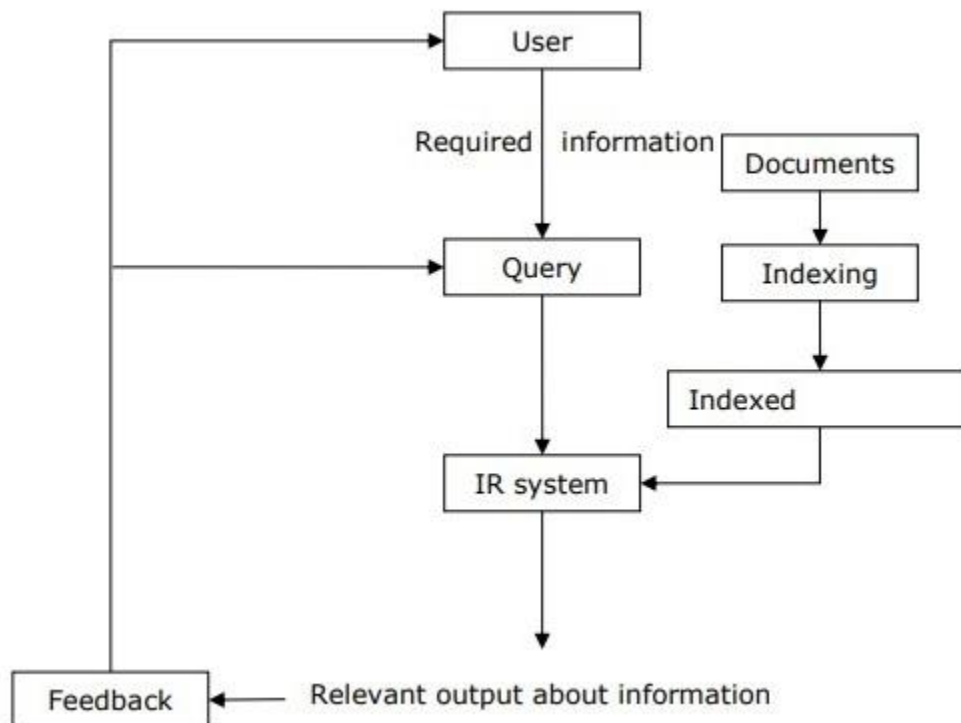 User
Required information
Documents
Query
Indexing
Indexed
IR system
Relevant output about information
Feedback